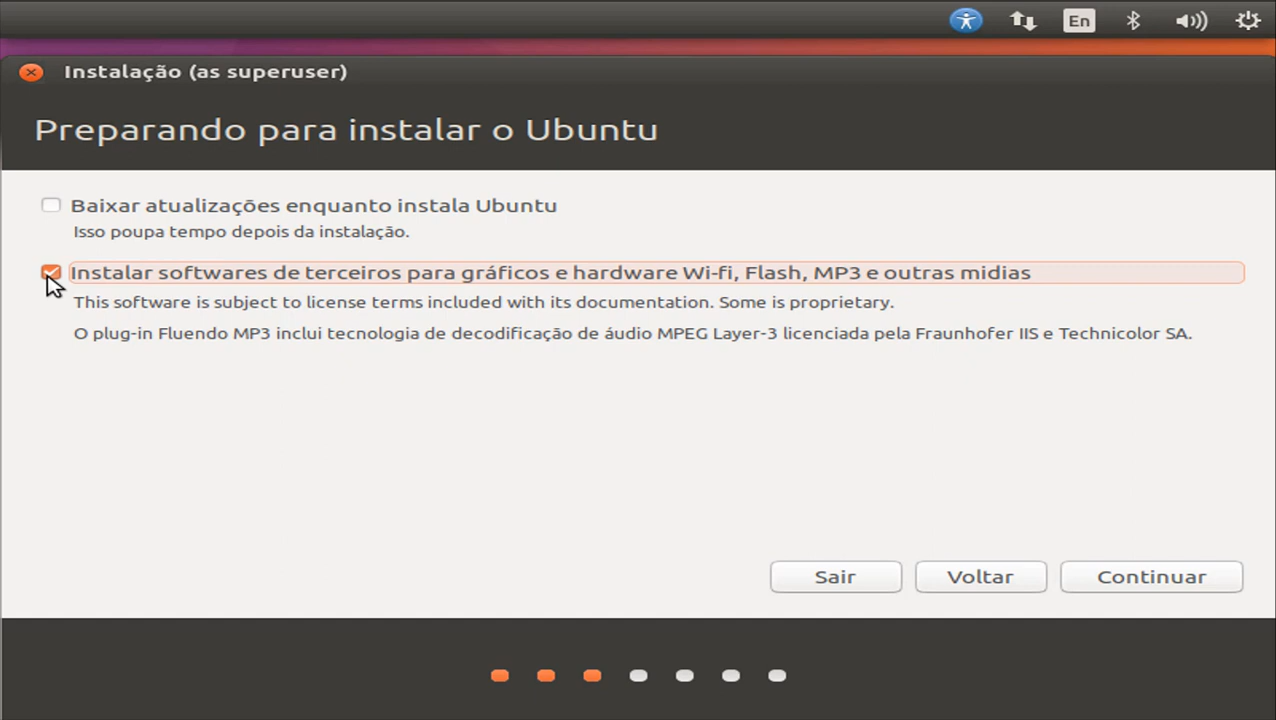 En
Instalação (as superuser)
Preparando para instalar o Ubuntu
Baixar atualizações enquanto instala Ubuntu
Isso poupa tempo depois da instalação.
Instalar softwares de terceiros para gráficos e hardware Wi-fi, Flash, MP3 e outras midias
This software is subject to license terms included with its documentation. Some is proprietary.
O plug-in Fluendo MP3 inclui tecnologia de decodificação de áudio MPEG Layer-3 licenciada pela Fraunhofer IIS e Technicolor SA.
Sair Voltar Continuar